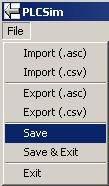 PLCSim
File
Import (.asc)
Import (.csv)
Export (.asc)
Export (.csv)
Save
Save & Exit
Exit